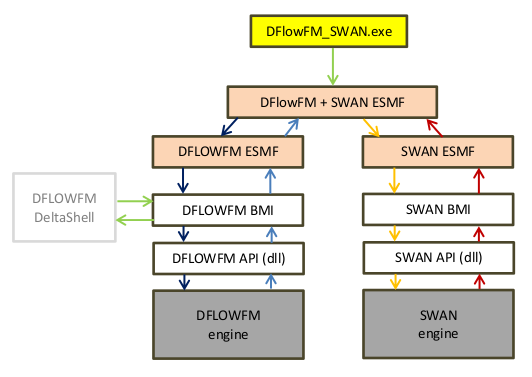 DFlowFM_SWAN.exe
DFlowFM + SWAN ESMF
DFLOWFM ESMF
SWAN ESMF
DFLOWFM
DeltaShell
DFLOWFM BMI
SWAN BMI
DFLOWFM API (dll)
SWAN API (dll)
DFLOWFM
engine
SWAN
engine